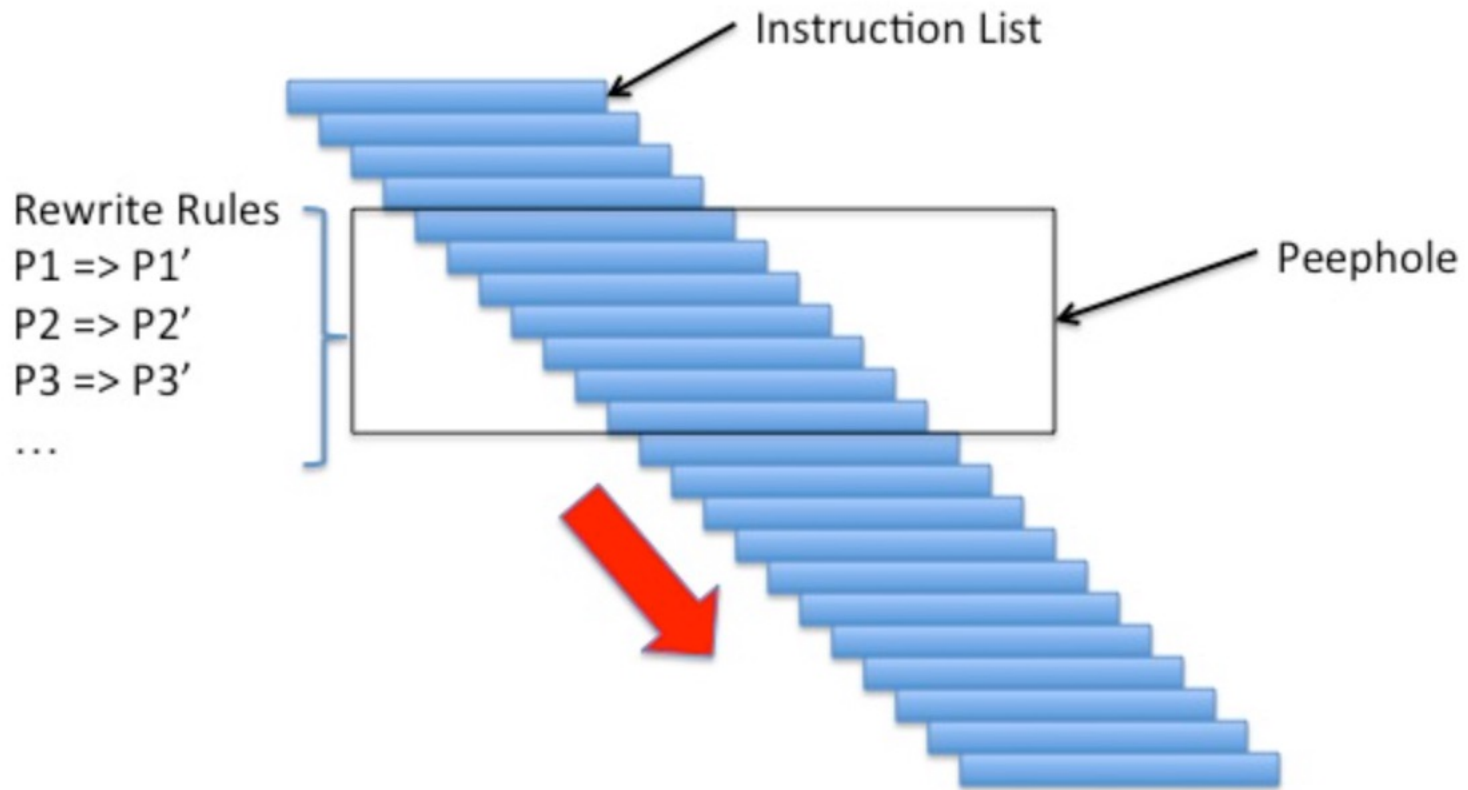 Instruction List
Rewrite Rules
P1 => P1’
P2 => P2’
P3 => P3’
...
Peephole